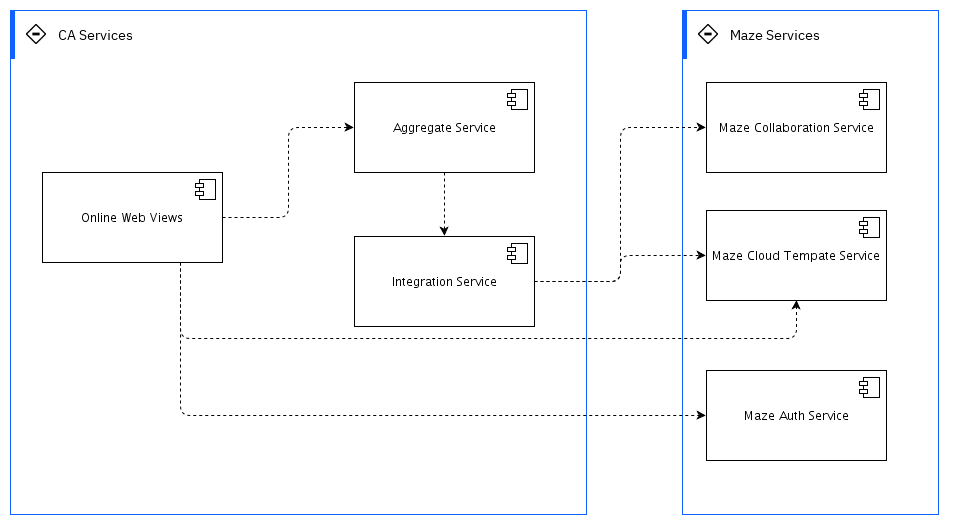 CA Services
Maze Services
Aggregate Service
Maze Collaboration Service
Online Web Views
Maze Cloud Tempate Service
Integration Service
Maze Auth Service